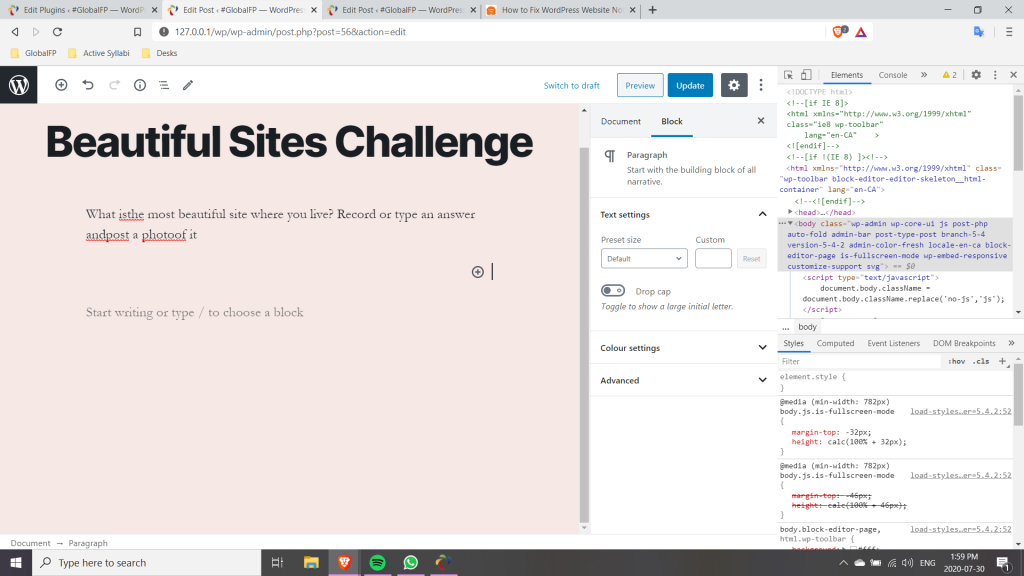 Edit Plugins ‹ #GlobalFP — WordPr
Edit Post ‹ #GlobalFP — WordPress
Edit Post ‹ #GlobalFP — WordPress
How to Fix WordPress Website No
127.0.0.1/wp/wp-admin/post.php?post=56&action=edit
GlobalFP
Active Syllabi
Desks
Switch to draft
Preview
Update
Elements
Console
2
Beautiful Sites Challenge
What isthe most beautiful site where you live? Record or type an answer
andpost a photoof it
Start writing or type / to choose a block
Document
Block
Paragraph
Start with the building block of all
narrative.
Text settings
Preset size
Custom
Default
Reset
Drop cap
Toggle to show a large initial letter.
Colour settings
Advanced
<!DOCTYPE html>
<!--[if IE 8]>
<html xmlns="http://www.w3.org/1999/xhtml"
class="ie8 wp-toolbar"
lang="en-CA" >
<![endif]-->
<!--[if !(IE 8) ]><!-->
<html xmlns="http://www.w3.org/1999/xhtml" class=
"wp-toolbar block-editor-editor-skeleton__html-
container" lang="en-CA">
<!--<![endif]-->
<head>…</head>
<body class="wp-admin wp-core-ui js post-php
auto-fold admin-bar post-type-post branch-5-4
version-5-4-2 admin-color-fresh locale-en-ca block-
editor-page is-fullscreen-mode wp-embed-responsive
customize-support svg"> == $0
<script type="text/javascript">
document.body.className =
document.body.className.replace('no-js','js');
</script>
... body
Styles
Computed
Event Listeners
DOM Breakpoints
Filter
:hov .cls +
element.style {
}
@media (min-width: 782px)
body.js.is-fullscreen-mode load-styles…er=5.4.2:52
{
margin-top: -32px;
height: calc(100% + 32px);
}
@media (min-width: 782px)
body.js.is-fullscreen-mode load-styles…er=5.4.2:52
{
margin-top: -46px;
height: calc(100% + 46px);
}
body.block-editor-page, load-styles…er=5.4.2:52
html.wp-toolbar {
background: #fff;
Document → Paragraph
Type here to search
ENG
1:59 PM
2020-07-30
1